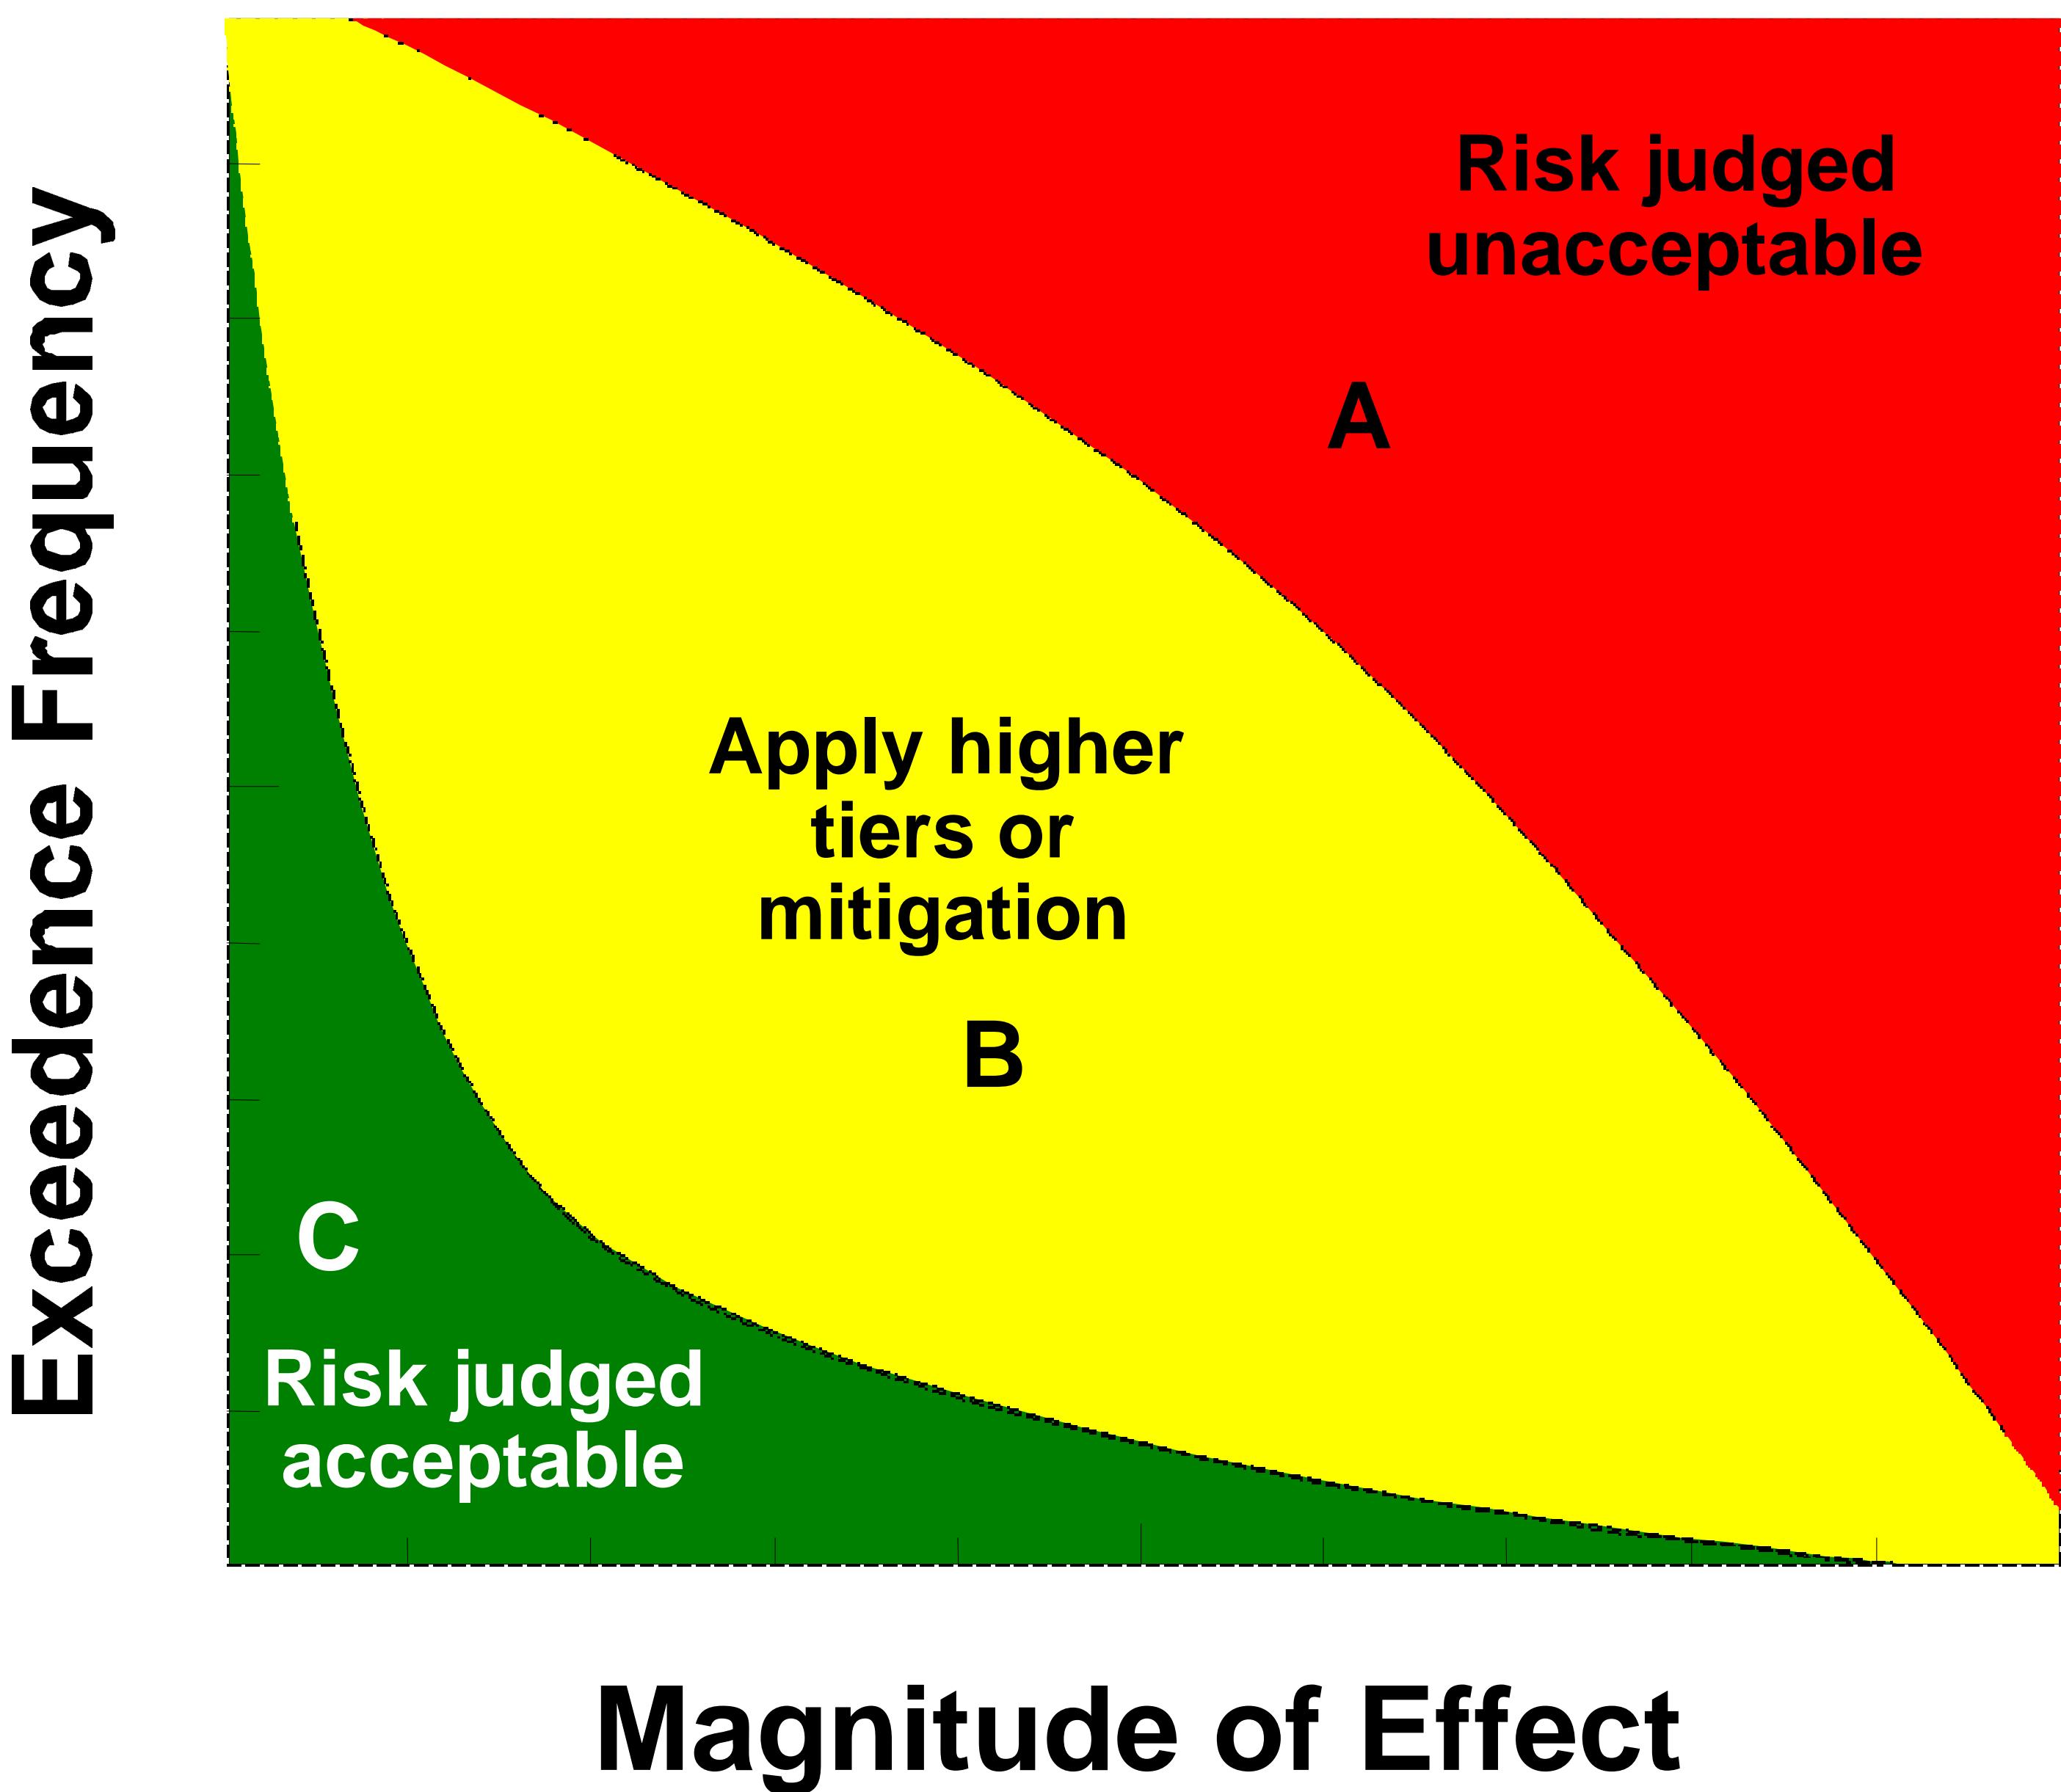 Exceedence Frequency
Risk judged
unacceptable
A
Apply higher
tiers or
mitigation
B
C
Risk judged
acceptable
Magnitude of Effect